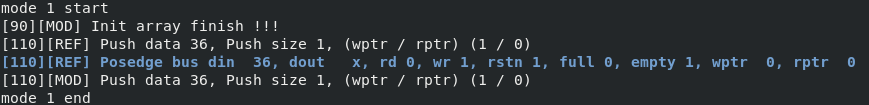 mode 1 start
[90][MOD] Init array finish !!!
[110][REF] Push data 36, Push size 1, (wptr / rptr) (1 / 0)
[110][REF] Posedge bus din  36, dout   x, rd 0, wr 1, rstn 1, full 0, empty 1, wptr  0, rptr  0
[110][MOD] Push data 36, Push size 1, (wptr / rptr) (1 / 0)
mode 1 end